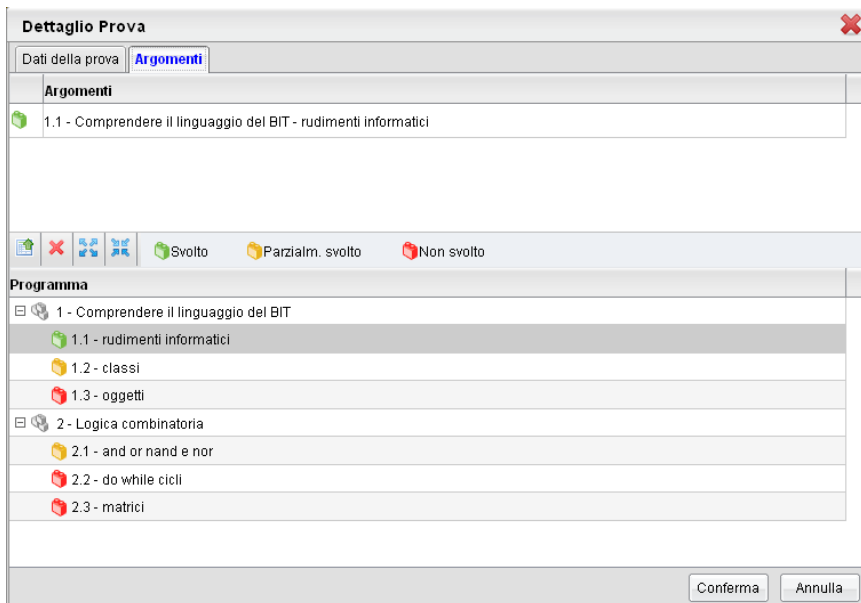 Dettaglio Prova
Dati della prova Argomenti
Argomenti
1.1 - Comprendere il linguaggio del BIT - rudimenti informatici
Svolto Parzialm. svolto Non svolto
Programma
1 - Comprendere il linguaggio del BIT
1.1 - rudimenti informatici
1.2 - classi
1.3 - oggetti
2 - Logica combinatoria
2.1 - and or nand e nor
2.2 - do while cicli
2.3 - matrici
Conferma Annulla